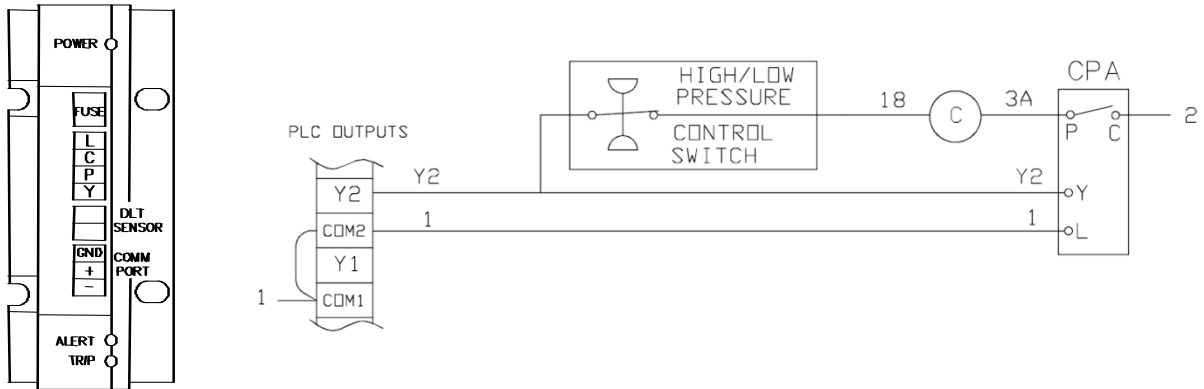 POWER
FUSE
L
C
P
Y
DLT
SENSOR
GND
+
-
COMM
PORT
ALERT
TRIP
PLC OUTPUTS
Y2
COM2
Y1
COM1
1
Y2
1
HIGH/LOW
PRESSURE
CONTROL
SWITCH
18
C
3A
CPA
P
C
2
Y2
Y
1
L